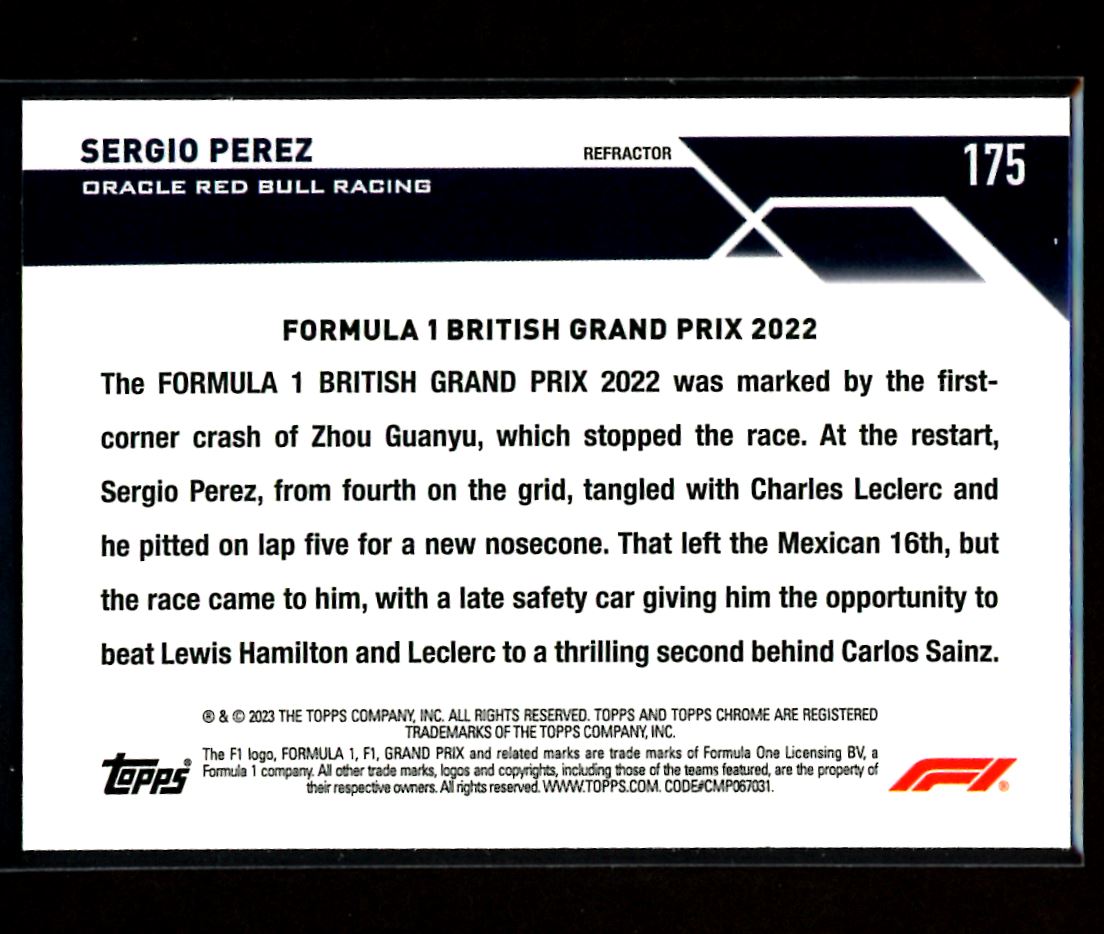 SERGIO PEREZ
REFRACTOR
175
ORACLE RED BULL RACING
FORMULA 1 BRITISH GRAND PRIX 2022
The FORMULA 1 BRITISH GRAND PRIX 2022 was marked by the first-
corner crash of Zhou Guanyu, which stopped the race. At the restart,
Sergio Perez, from fourth on the grid, tangled with Charles Leclerc and
he pitted on lap five for a new nosecone. That left the Mexican 16th, but
the race came to him, with a late safety car giving him the opportunity to
beat Lewis Hamilton and Leclerc to a thrilling second behind Carlos Sainz.
® & © 2023 THE TOPPS COMPANY, INC. ALL RIGHTS RESERVED. TOPPS AND TOPPS CHROME ARE REGISTERED
TRADEMARKS OF THE TOPPS COMPANY, INC.
The F1 logo, FORMULA 1, F1, GRAND PRIX and related marks are trade marks of Formula One Licensing BV, a
Formula 1 company. All other trade marks, logos and copyrights, including those of the teams featured, are the property of
their respective owners. All rights reserved. WWW.TOPPS.COM. CODE#CMP067031.
topps®
F1®